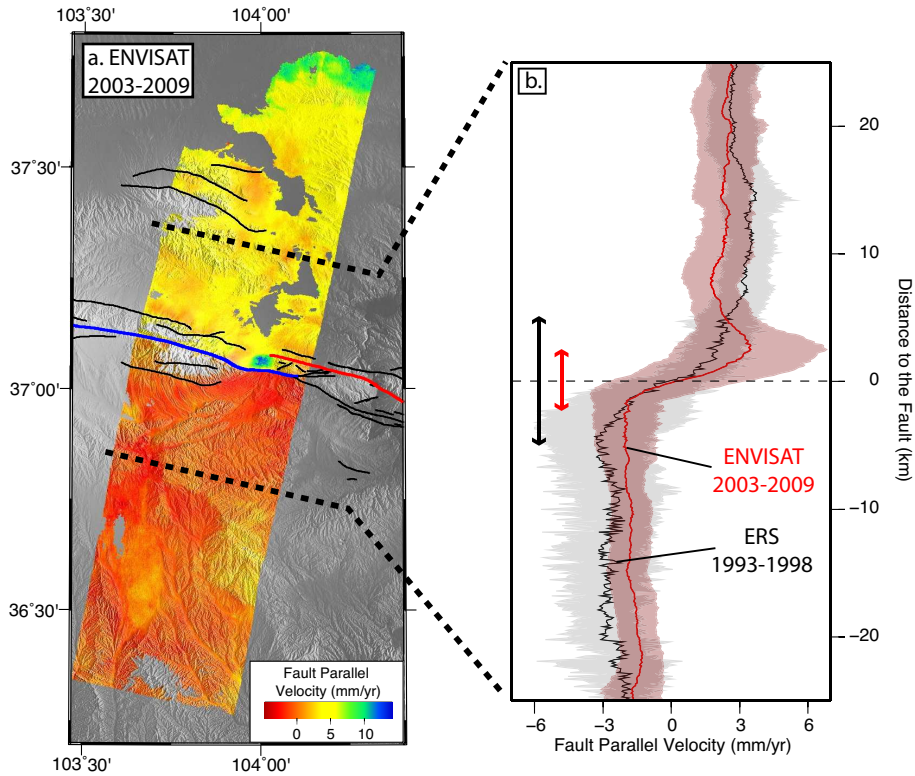 103°30' 104°00'
a. ENVISAT
2003-2009
37°30'
37°00'
36°30'
Fault Parallel
Velocity (mm/yr)
0 5 10
103°30' 104°00'
b.
20
10
0
−10
−20
Distance to the Fault (km)
ENVISAT
2003-2009
ERS
1993-1998
−6 −3 0 3 6
Fault Parallel Velocity (mm/yr)